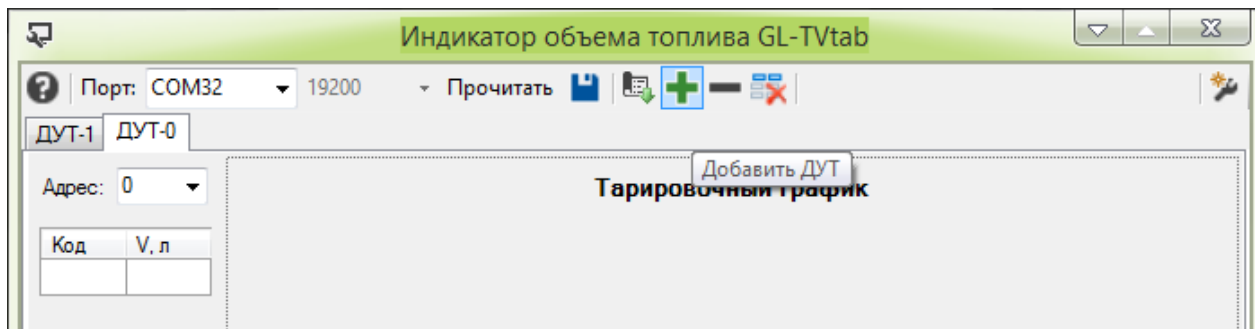 Индикатор объема топлива GL-TVtab
Порт: COM32 19200 Прочитать
ДУТ-1 ДУТ-0
Добавить ДУТ
Адрес: 0
Тарировочный график
Код V, л